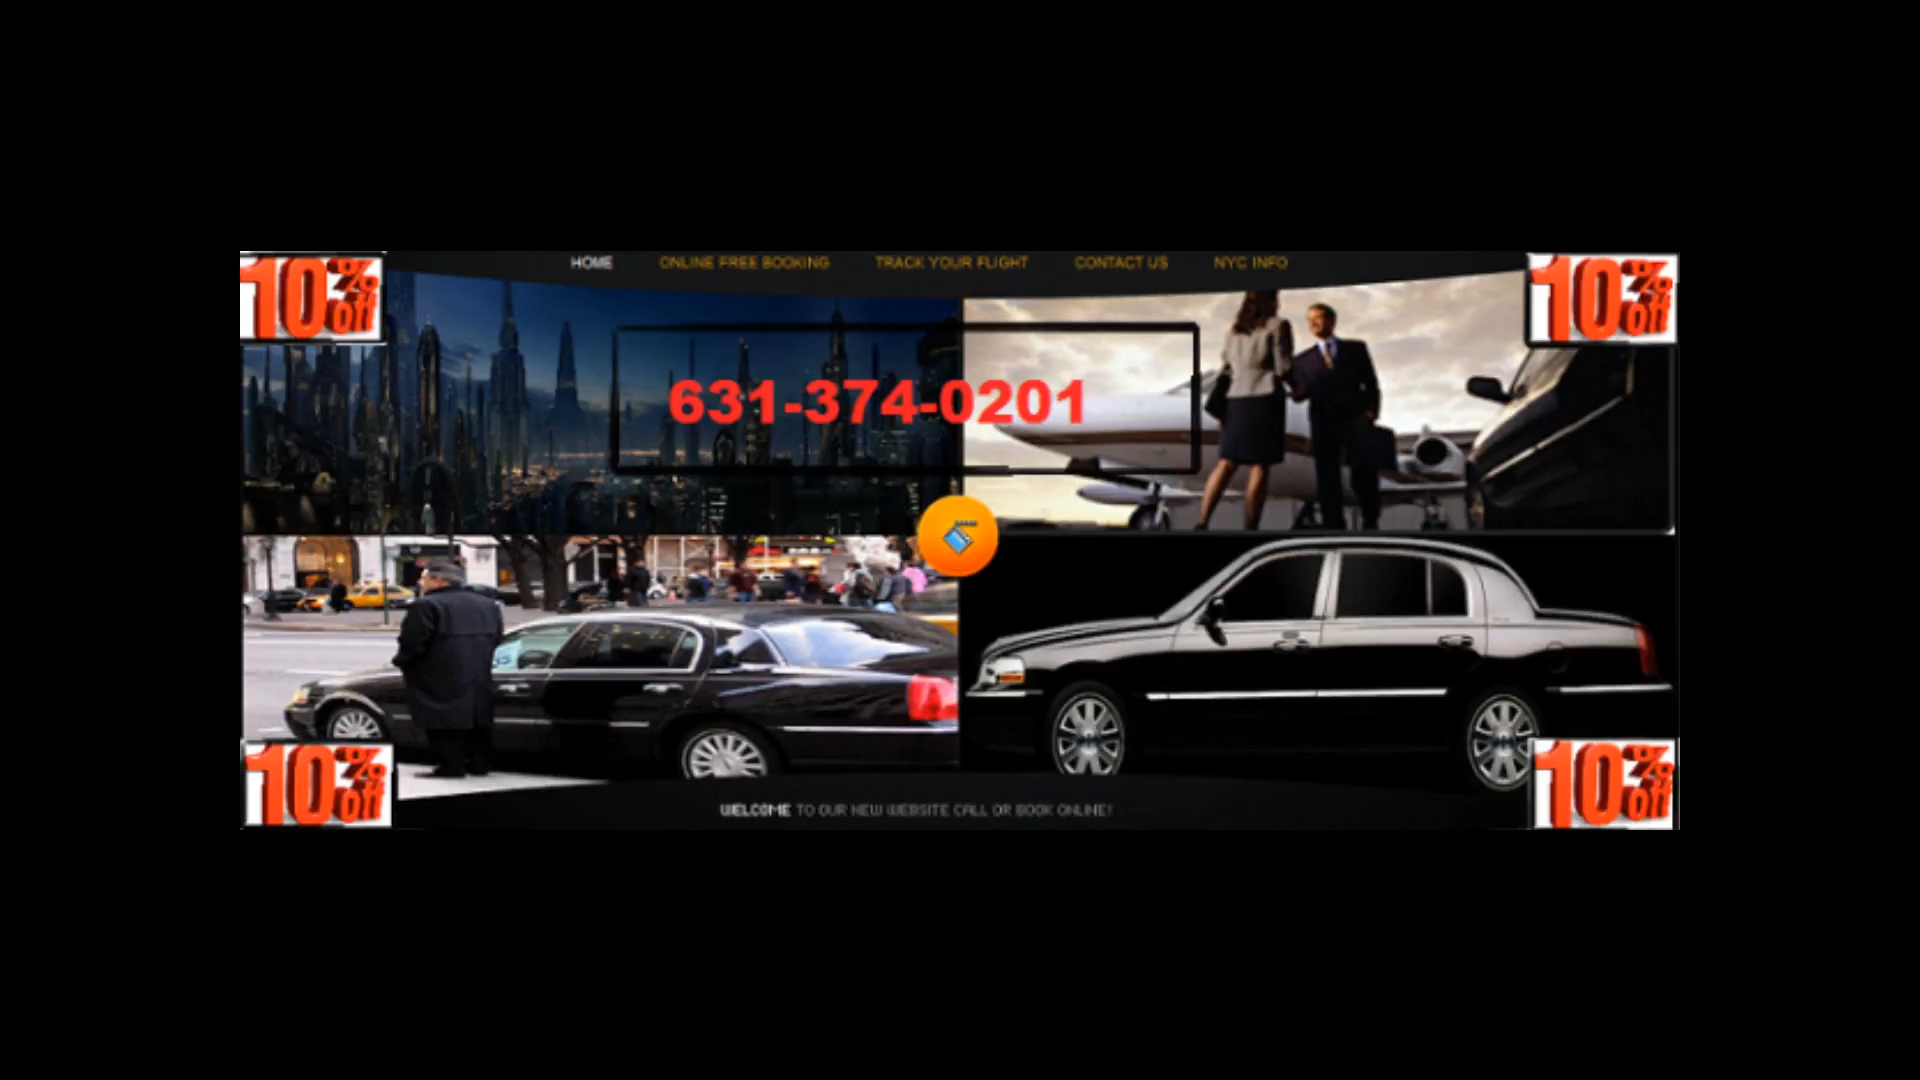 HOME ONLINE FREE BOOKING TRACK YOUR FLIGHT CONTACT US NYC INFO
10% off
10% off
631-374-0201
10% off
10% off
WELCOME TO OUR NEW WEBSITE CALL OR BOOK ONLINE!